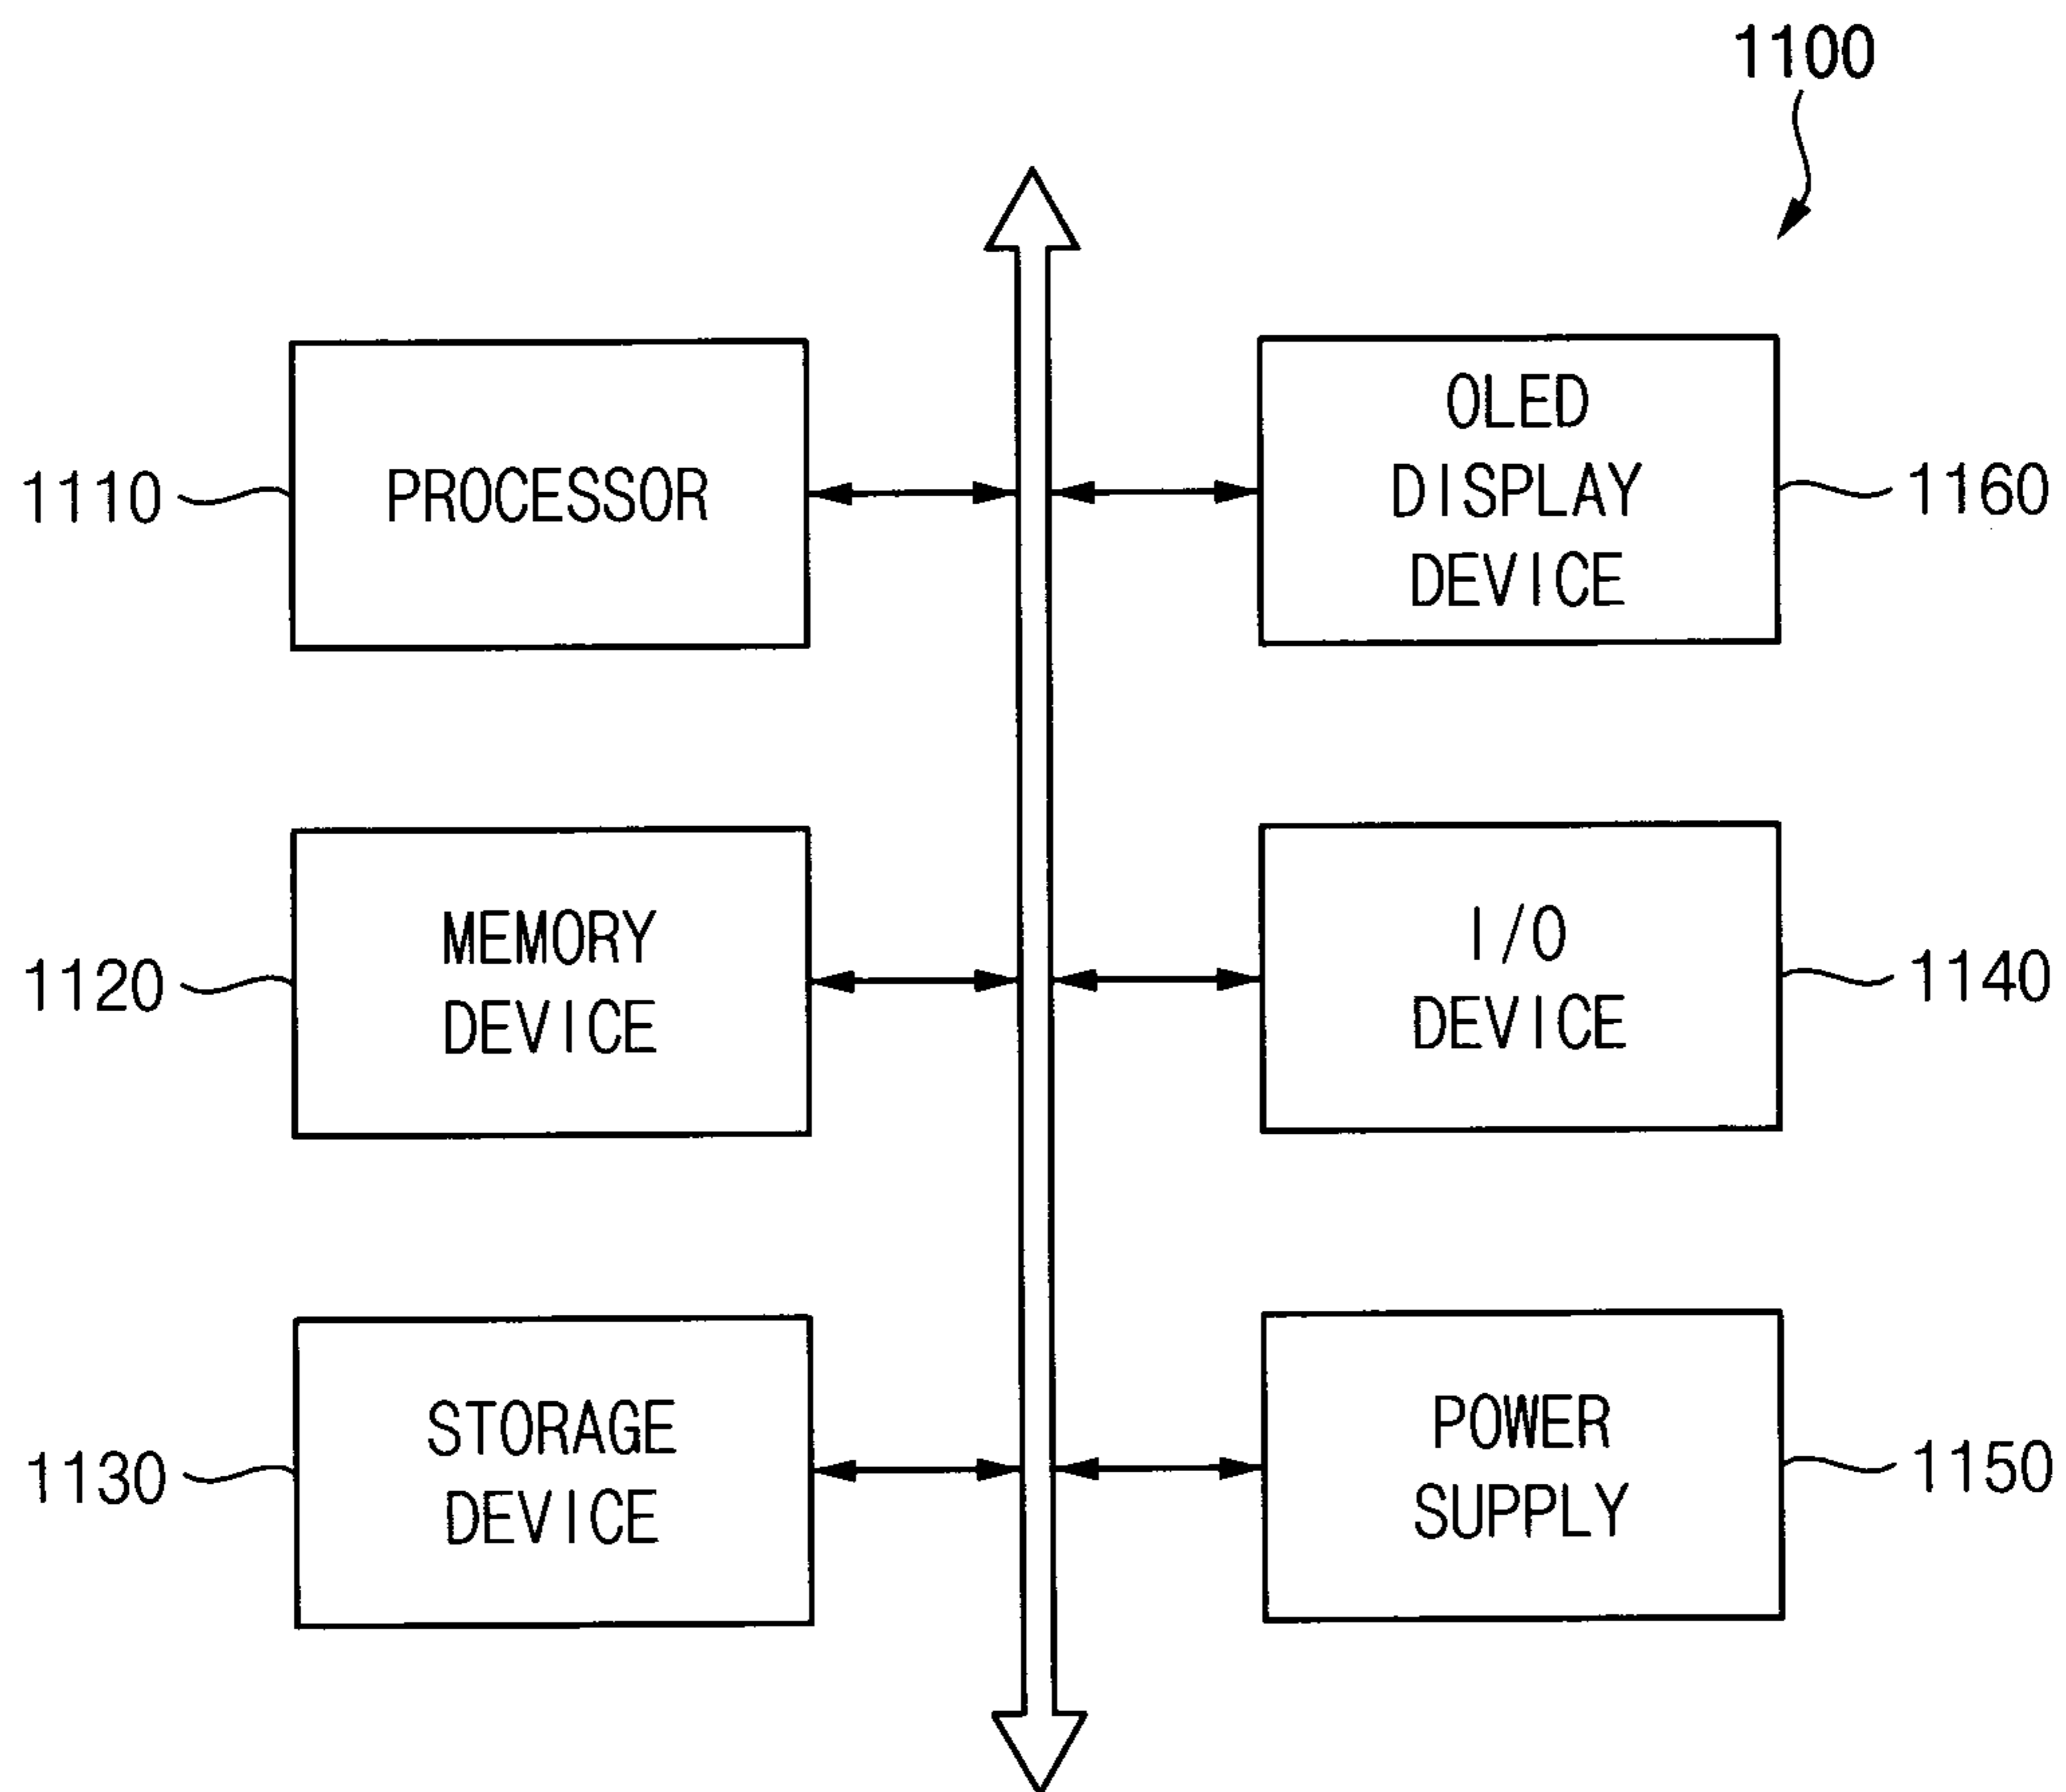 1100
1110
PROCESSOR
OLED
DISPLAY
DEVICE
1160
1120
MEMORY
DEVICE
I/O
DEVICE
1140
1130
STORAGE
DEVICE
POWER
SUPPLY
1150